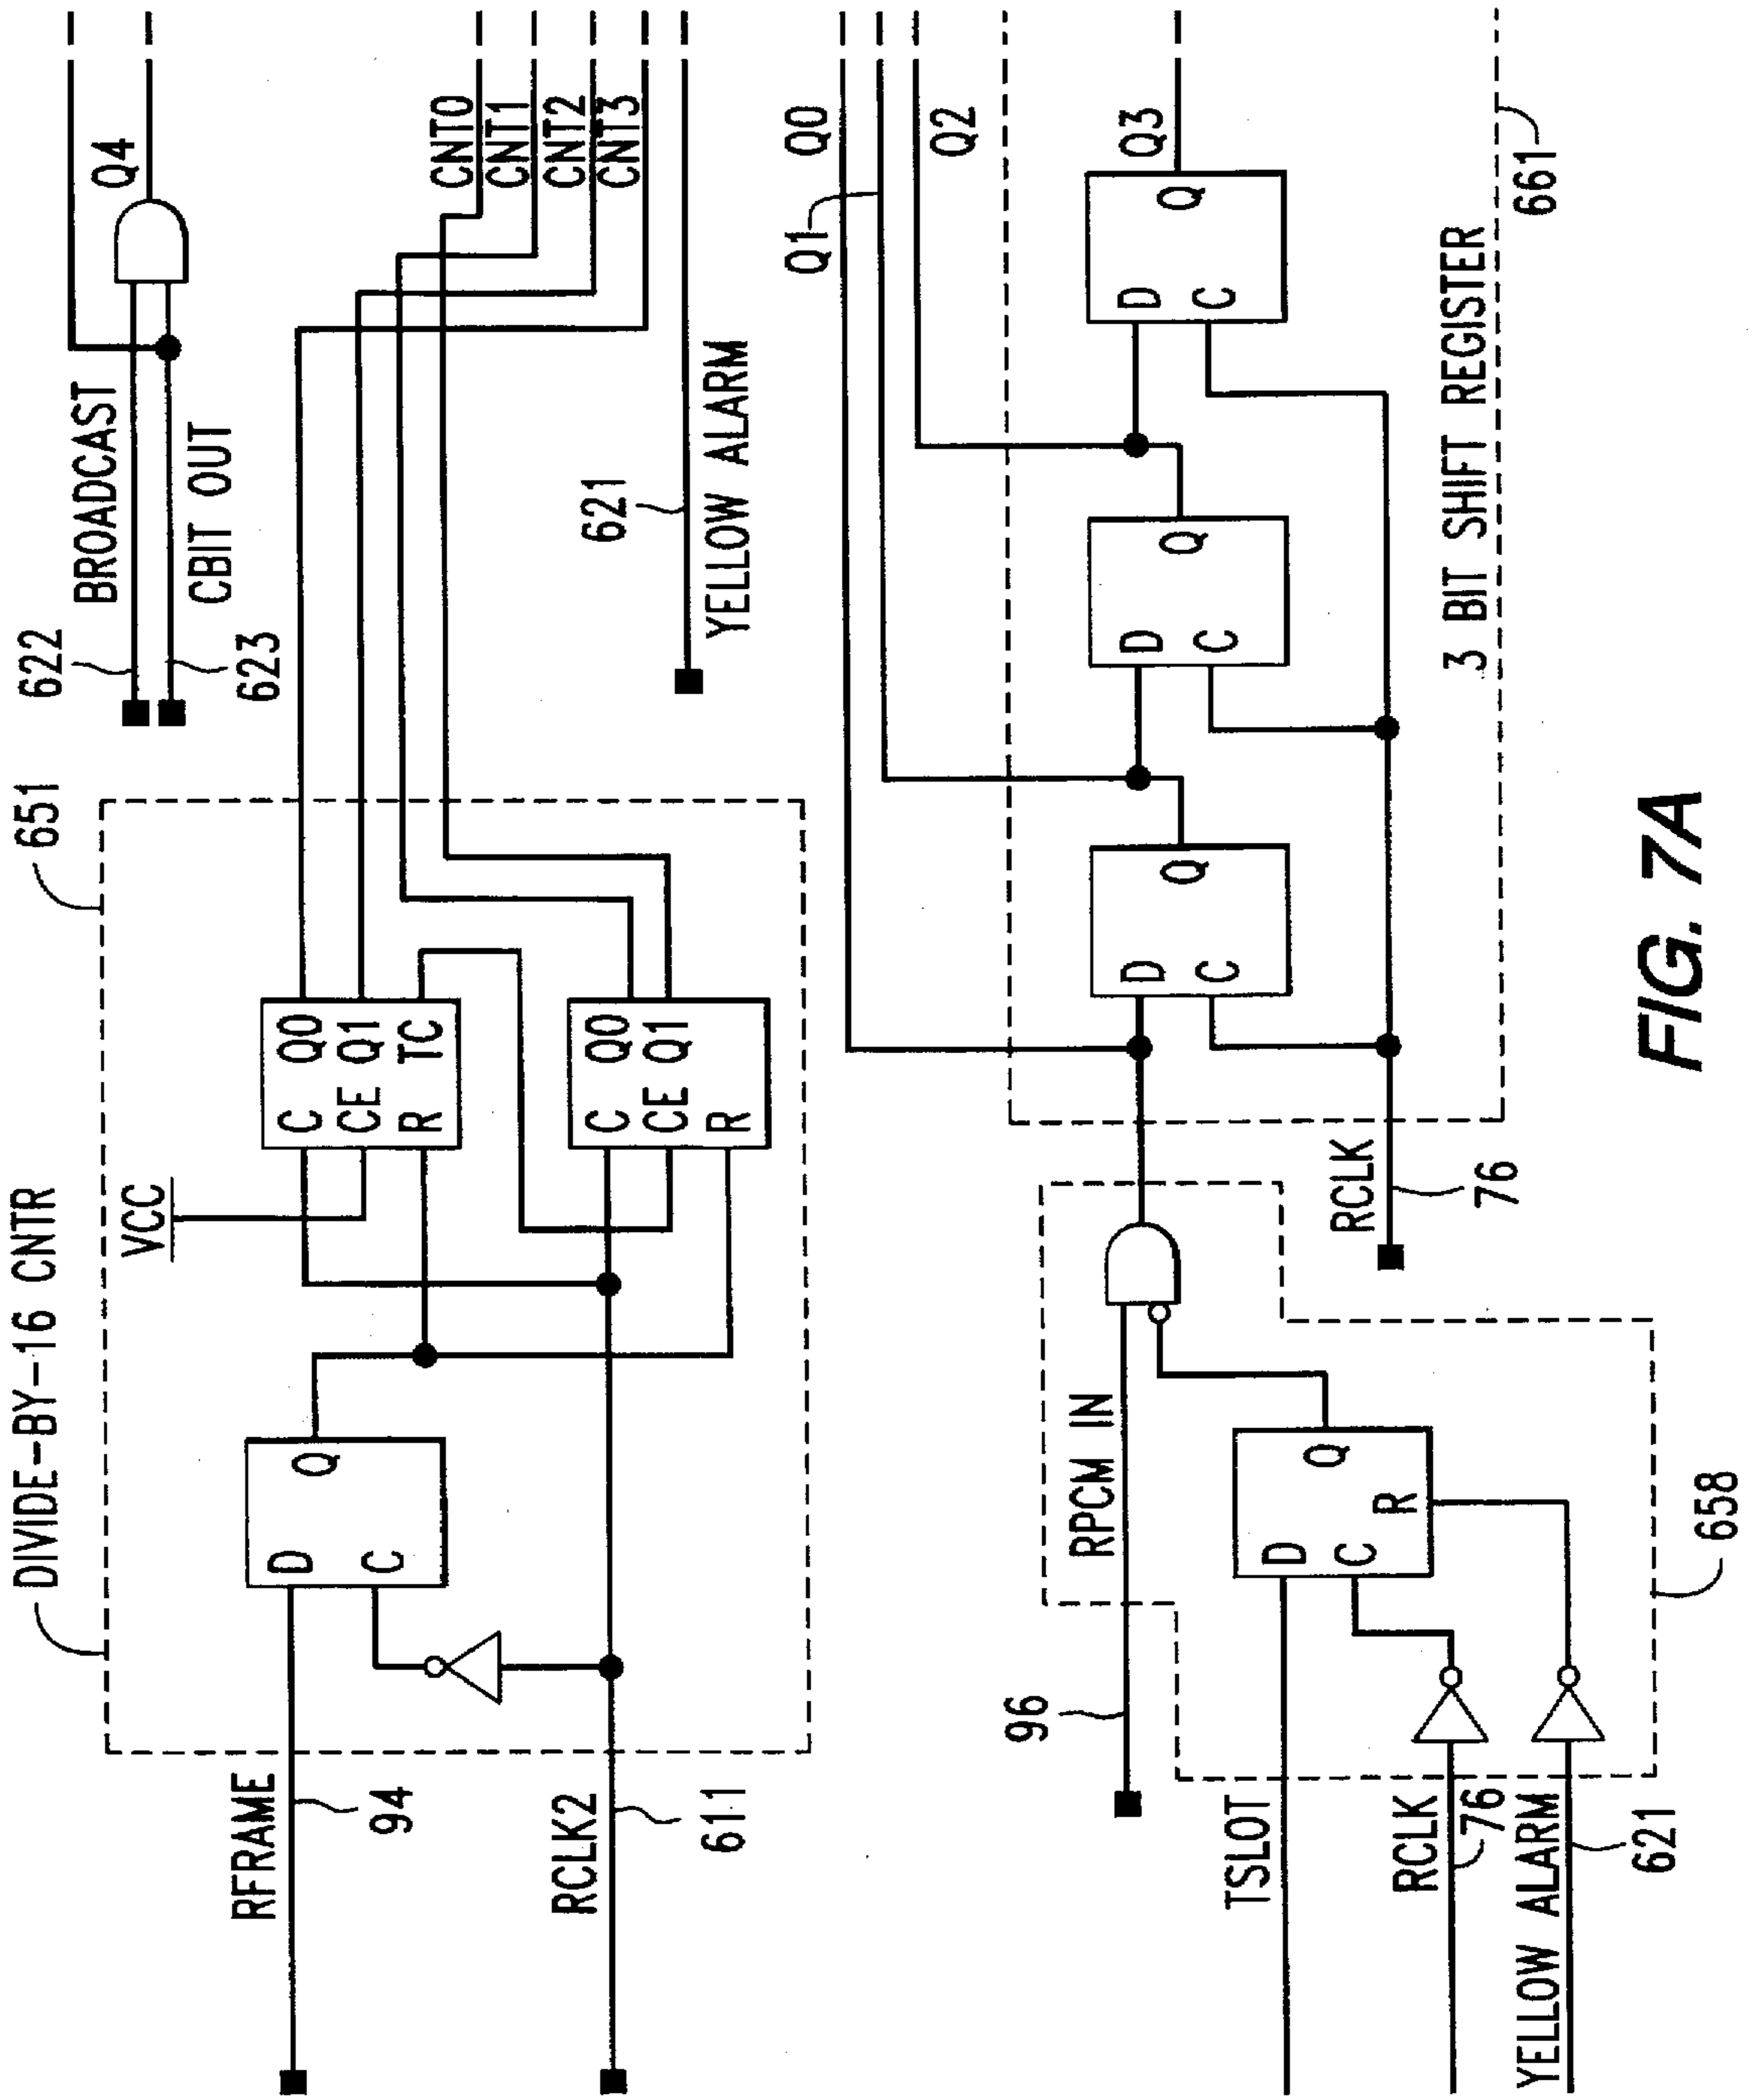 DIVIDE-BY-16 CNTR
651
VCC
RFRAME
94
D
Q
C
C Q0
CE Q1
R TC
RCLK2
611
C Q0
CE Q1
R
622
BROADCAST
Q4
CBIT OUT
623
CNT0
CNT1
CNT2
CNT3
621
YELLOW ALARM
Q1
Q0
Q2
96
RPCM IN
TSLOT
D
Q
C
R
RCLK
76
YELLOW ALARM
621
658
RCLK
76
D
Q
C
D
Q
C
D
Q
C
Q3
3 BIT SHIFT REGISTER
661
FIG. 7A